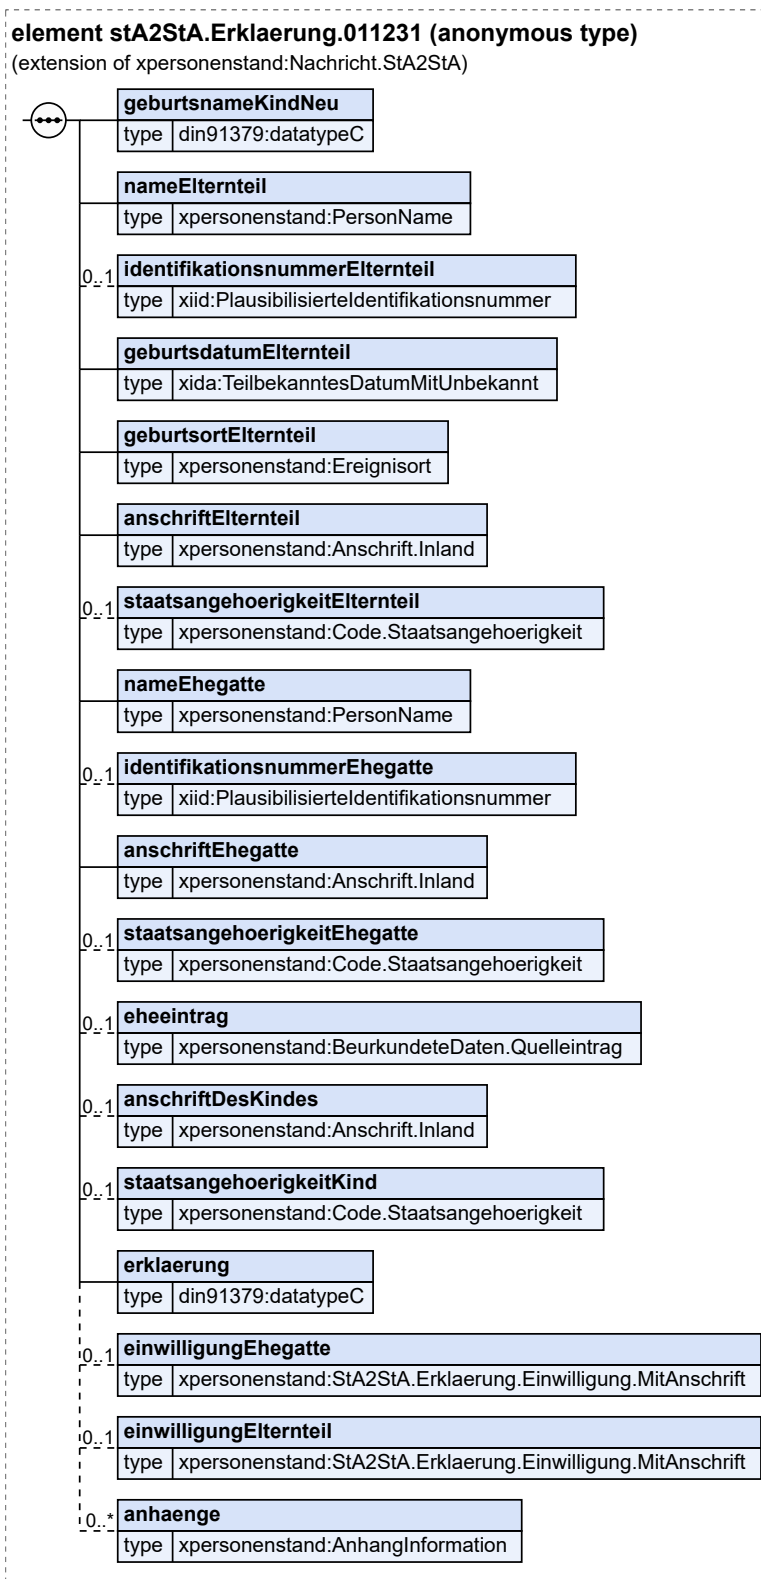 element stA2StA.Erklaerung.011231 (anonymous type)
(extension of xpersonenstand:Nachricht.StA2StA)
geburtsnameKindNeu
type din91379:datatypeC
nameElternteil
type xpersonenstand:PersonName
0..1 identifikationsnummerElternteil
type xiid:PlausibilisierteIdentifikationsnummer
geburtsdatumElternteil
type xida:TeilbekanntesDatumMitUnbekannt
geburtsortElternteil
type xpersonenstand:Ereignisort
anschriftElternteil
type xpersonenstand:Anschrift.Inland
0..1 staatsangehoerigkeitElternteil
type xpersonenstand:Code.Staatsangehoerigkeit
nameEhegatte
type xpersonenstand:PersonName
0..1 identifikationsnummerEhegatte
type xiid:PlausibilisierteIdentifikationsnummer
anschriftEhegatte
type xpersonenstand:Anschrift.Inland
0..1 staatsangehoerigkeitEhegatte
type xpersonenstand:Code.Staatsangehoerigkeit
0..1 eheeintrag
type xpersonenstand:BeurkundeteDaten.Quelleintrag
0..1 anschriftDesKindes
type xpersonenstand:Anschrift.Inland
0..1 staatsangehoerigkeitKind
type xpersonenstand:Code.Staatsangehoerigkeit
erklaerung
type din91379:datatypeC
0..1 einwilligungEhegatte
type xpersonenstand:StA2StA.Erklaerung.Einwilligung.MitAnschrift
0..1 einwilligungElternteil
type xpersonenstand:StA2StA.Erklaerung.Einwilligung.MitAnschrift
0..* anhaenge
type xpersonenstand:AnhangInformation